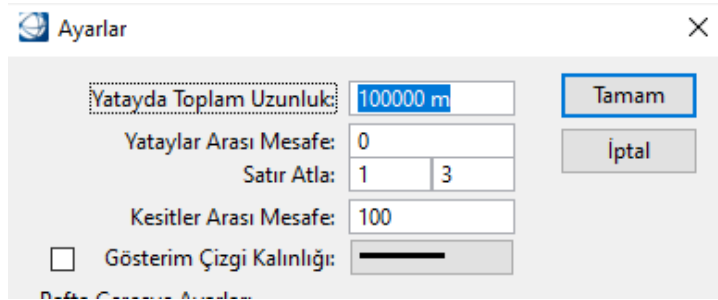 Ayarlar
Yatayda Toplam Uzunluk: 100000 m Tamam
Yataylar Arası Mesafe: 0 İptal
Satır Atla: 1 3
Kesitler Arası Mesafe: 100
Gösterim Çizgi Kalınlığı: